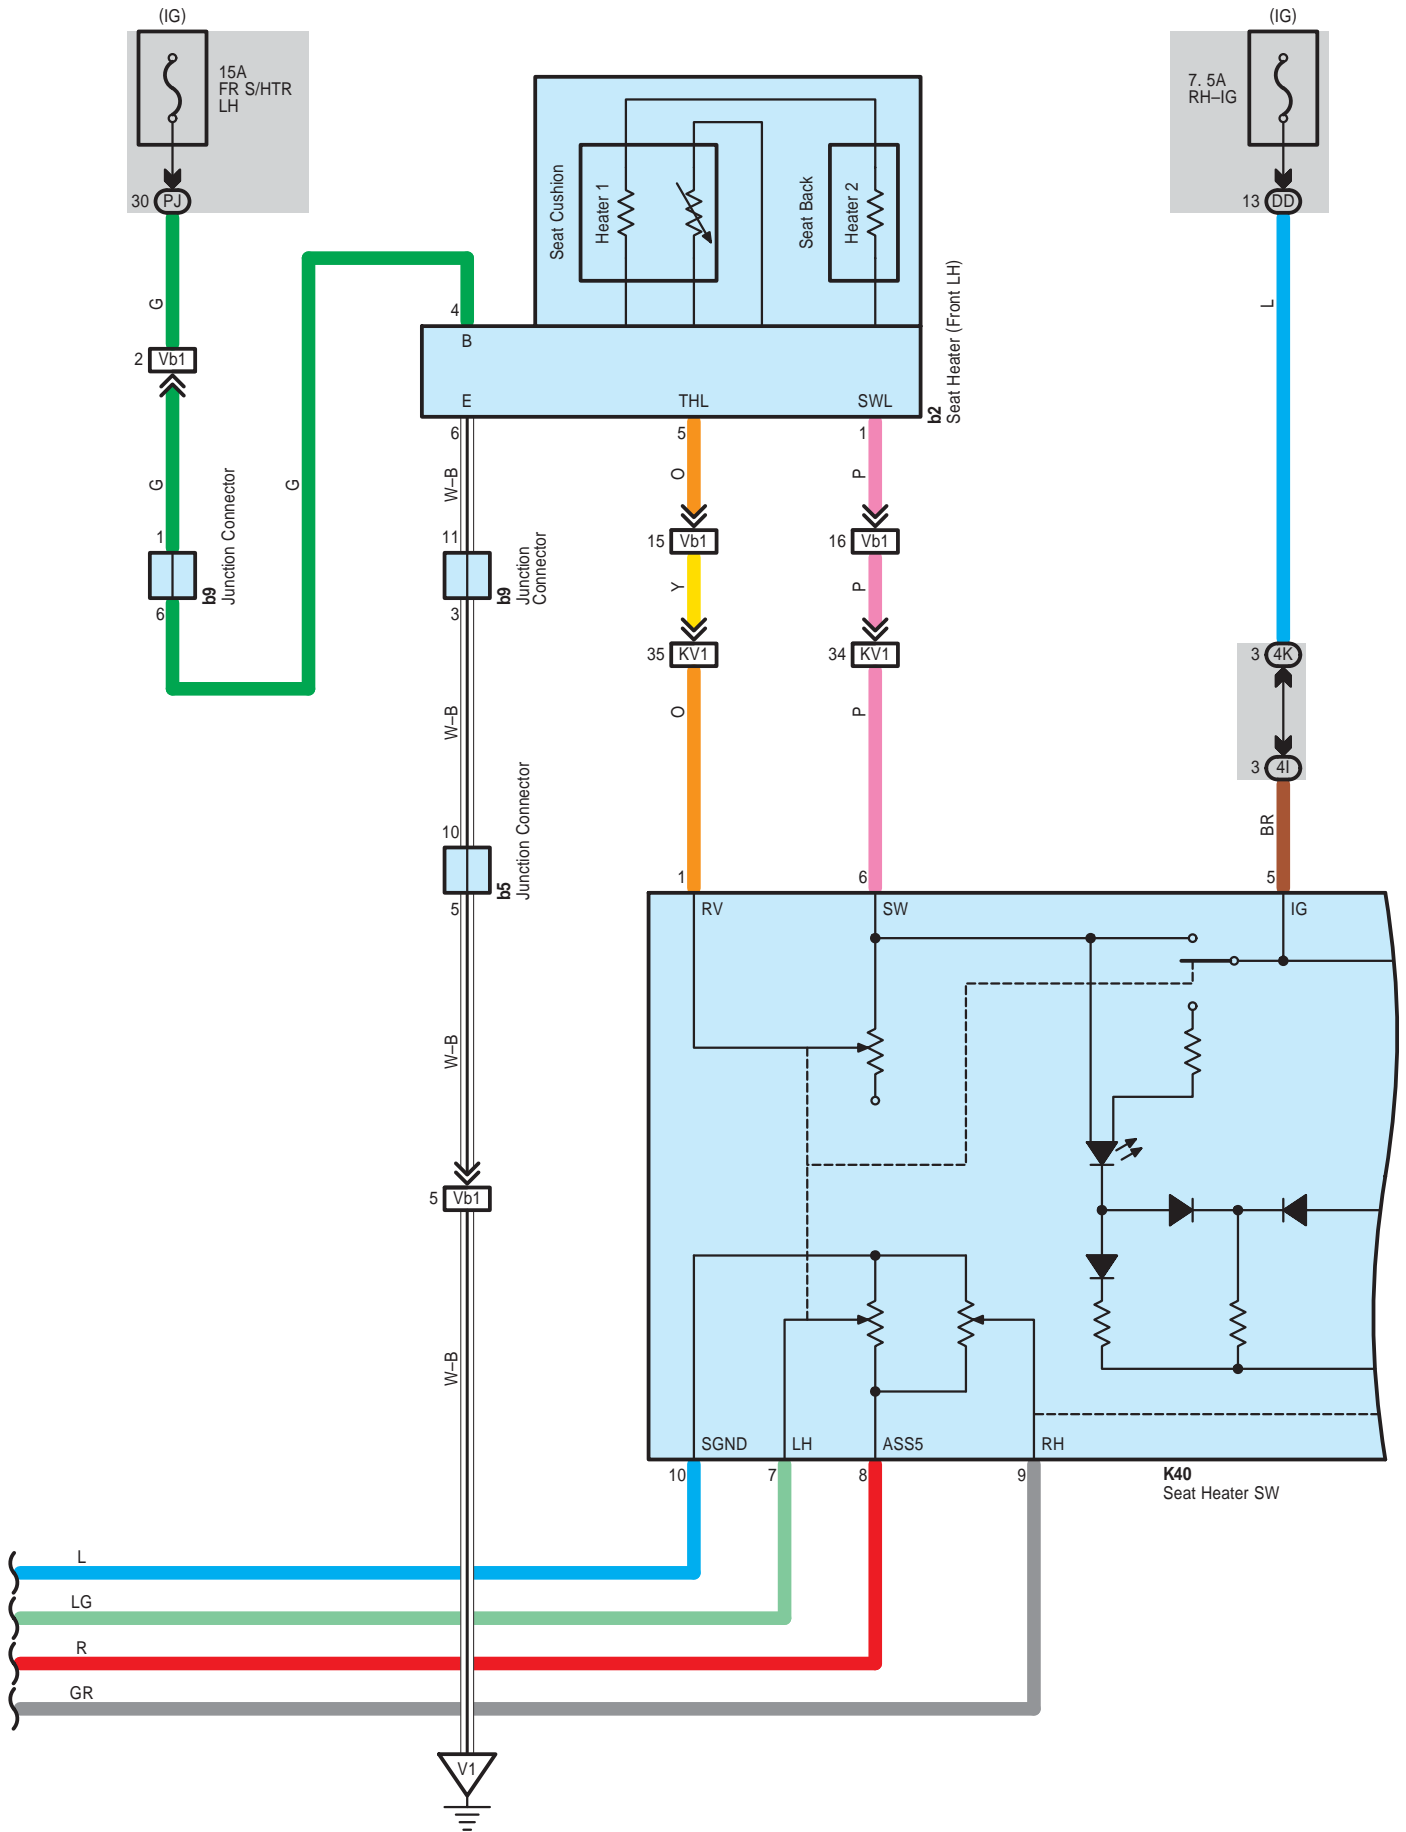 (IG)
15A
FR S/HTR
LH
30 PJ
(IG)
7. 5A
RH–IG
13 DD
Seat Cushion
Heater 1
Seat Back
Heater 2
b2
Seat Heater (Front LH)
G
2 Vb1
G
1
b9
Junction Connector
6
G
4
B
E
THL
SWL
6
5
1
W–B
O
P
11
b9
Junction
Connector
3
15 Vb1
16 Vb1
Y
P
35 KV1
34 KV1
O
P
L
3 4K
3 4I
BR
W–B
10
b5
Junction Connector
5
W–B
5 Vb1
W–B
1
6
5
RV
SW
IG
SGND
LH
ASS5
RH
10
7
8
9
K40
Seat Heater SW
L
LG
R
GR
V1